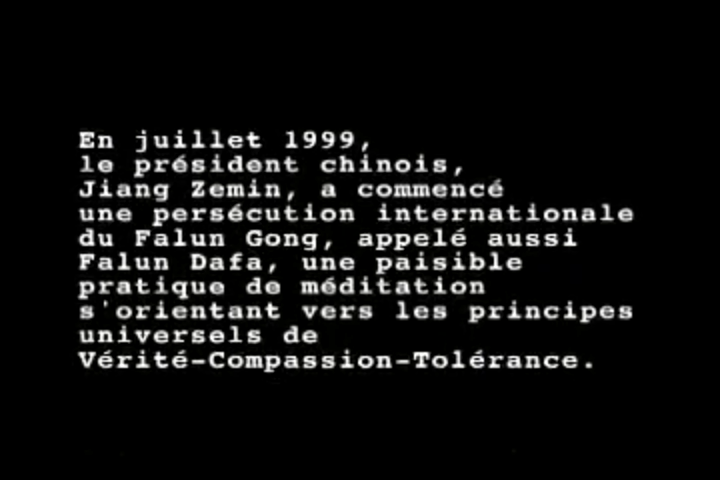 En juillet 1999,
le président chinois,
Jiang Zemin, a commencé
une persécution internationale
du Falun Gong, appelé aussi
Falun Dafa, une paisible
pratique de méditation
s'orientant vers les principes
universels de
Vérité-Compassion-Tolérance.